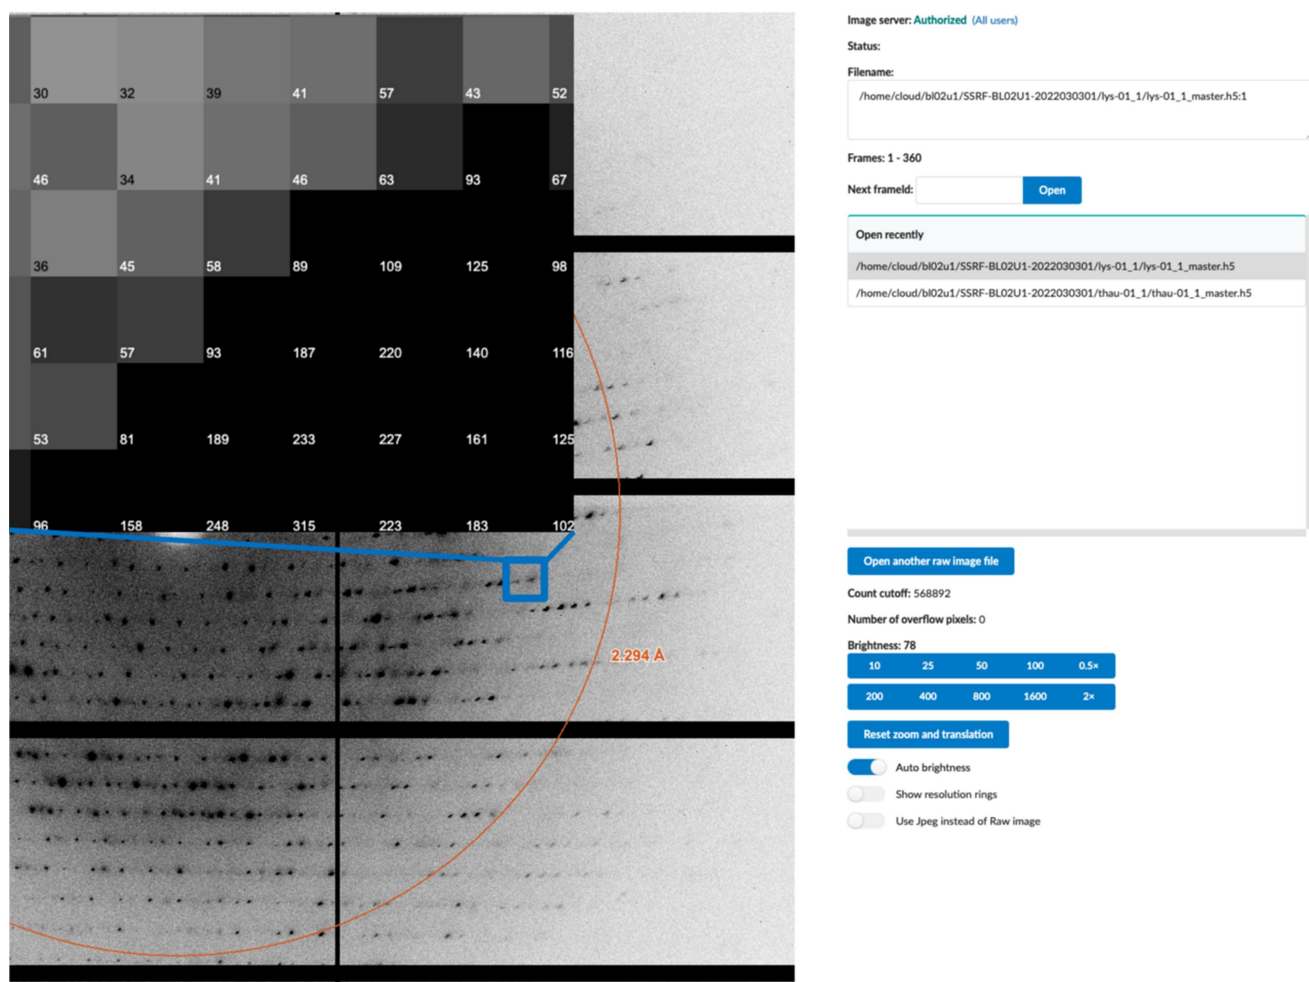 30 32 39 41 57 43 52
46 34 41 46 63 93 67
36 45 58 89 109 125 98
61 57 93 187 220 140 116
53 81 189 233 227 161 125
96 158 248 315 223 183 102
2.294 Å
Image server: Authorized (All users)
Status:
Filename:
/home/cloud/bl02u1/SSRF-BL02U1-2022030301/lys-01_1/lys-01_1_master.h5:1
Frames: 1 - 360
Next frameId: Open
Open recently
/home/cloud/bl02u1/SSRF-BL02U1-2022030301/lys-01_1/lys-01_1_master.h5
/home/cloud/bl02u1/SSRF-BL02U1-2022030301/thau-01_1/thau-01_1_master.h5
Open another raw image file
Count cutoff: 568892
Number of overflow pixels: 0
Brightness: 78
10 25 50 100 0.5×
200 400 800 1600 2×
Reset zoom and translation
Auto brightness
Show resolution rings
Use Jpeg instead of Raw image